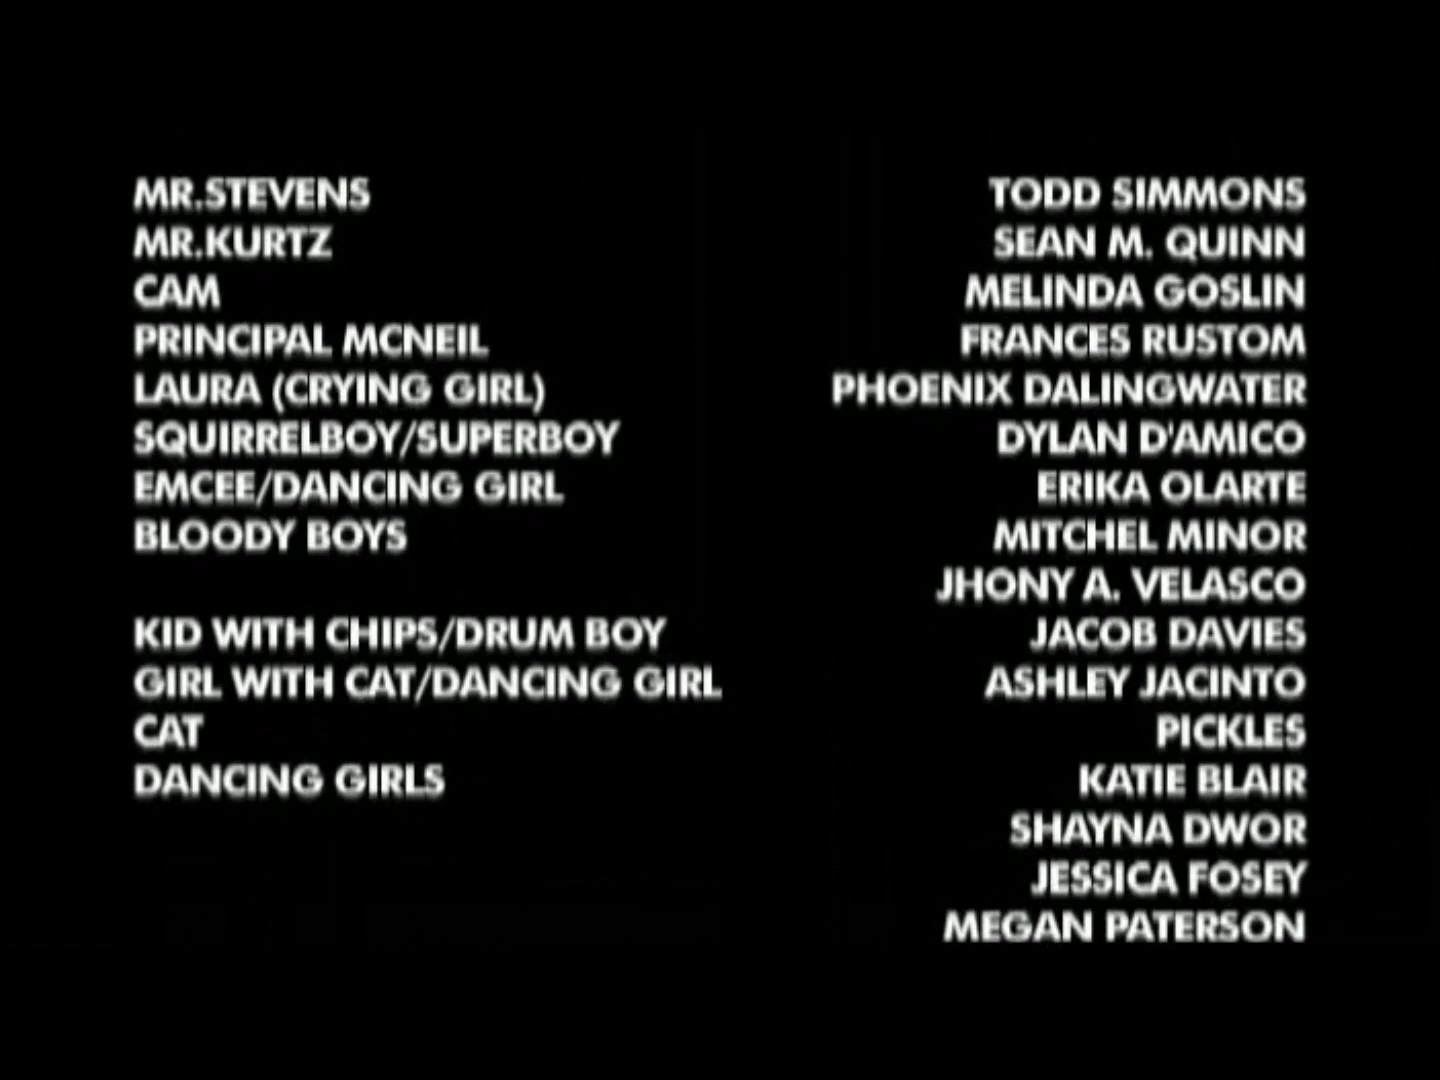 MR.STEVENS TODD SIMMONS
MR.KURTZ SEAN M. QUINN
CAM MELINDA GOSLIN
PRINCIPAL MCNEIL FRANCES RUSTOM
LAURA (CRYING GIRL) PHOENIX DALINGWATER
SQUIRRELBOY/SUPERBOY DYLAN D'AMICO
EMCEE/DANCING GIRL ERIKA OLARTE
BLOODY BOYS MITCHEL MINOR
JHONY A. VELASCO
KID WITH CHIPS/DRUM BOY JACOB DAVIES
GIRL WITH CAT/DANCING GIRL ASHLEY JACINTO
CAT PICKLES
DANCING GIRLS KATIE BLAIR
SHAYNA DWOR
JESSICA FOSEY
MEGAN PATERSON